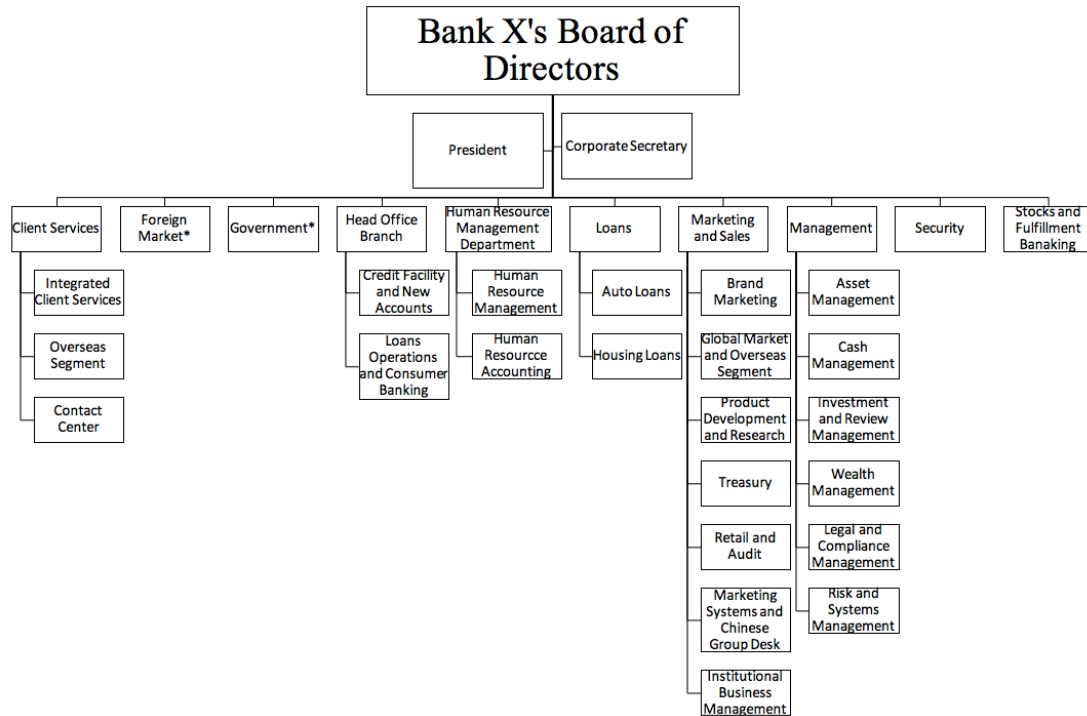 Bank X's Board of
Directors
President
Corporate Secretary
Client Services
Foreign
Market*
Government*
Head Office
Branch
Human Resource
Management
Department
Loans
Marketing
and Sales
Management
Security
Stocks and
Fulfillment
Banaking
Integrated
Client Services
Overseas
Segment
Contact
Center
Credit Facility
and New
Accounts
Loans
Operations
and Consumer
Banking
Human
Resource
Management
Human
Resourcce
Accounting
Auto Loans
Housing Loans
Brand
Marketing
Global Market
and Overseas
Segment
Product
Development
and Research
Treasury
Retail and
Audit
Marketing
Systems and
Chinese
Group Desk
Institutional
Business
Management
Asset
Management
Cash
Management
Investment
and Review
Management
Wealth
Management
Legal and
Compliance
Management
Risk and
Systems
Management